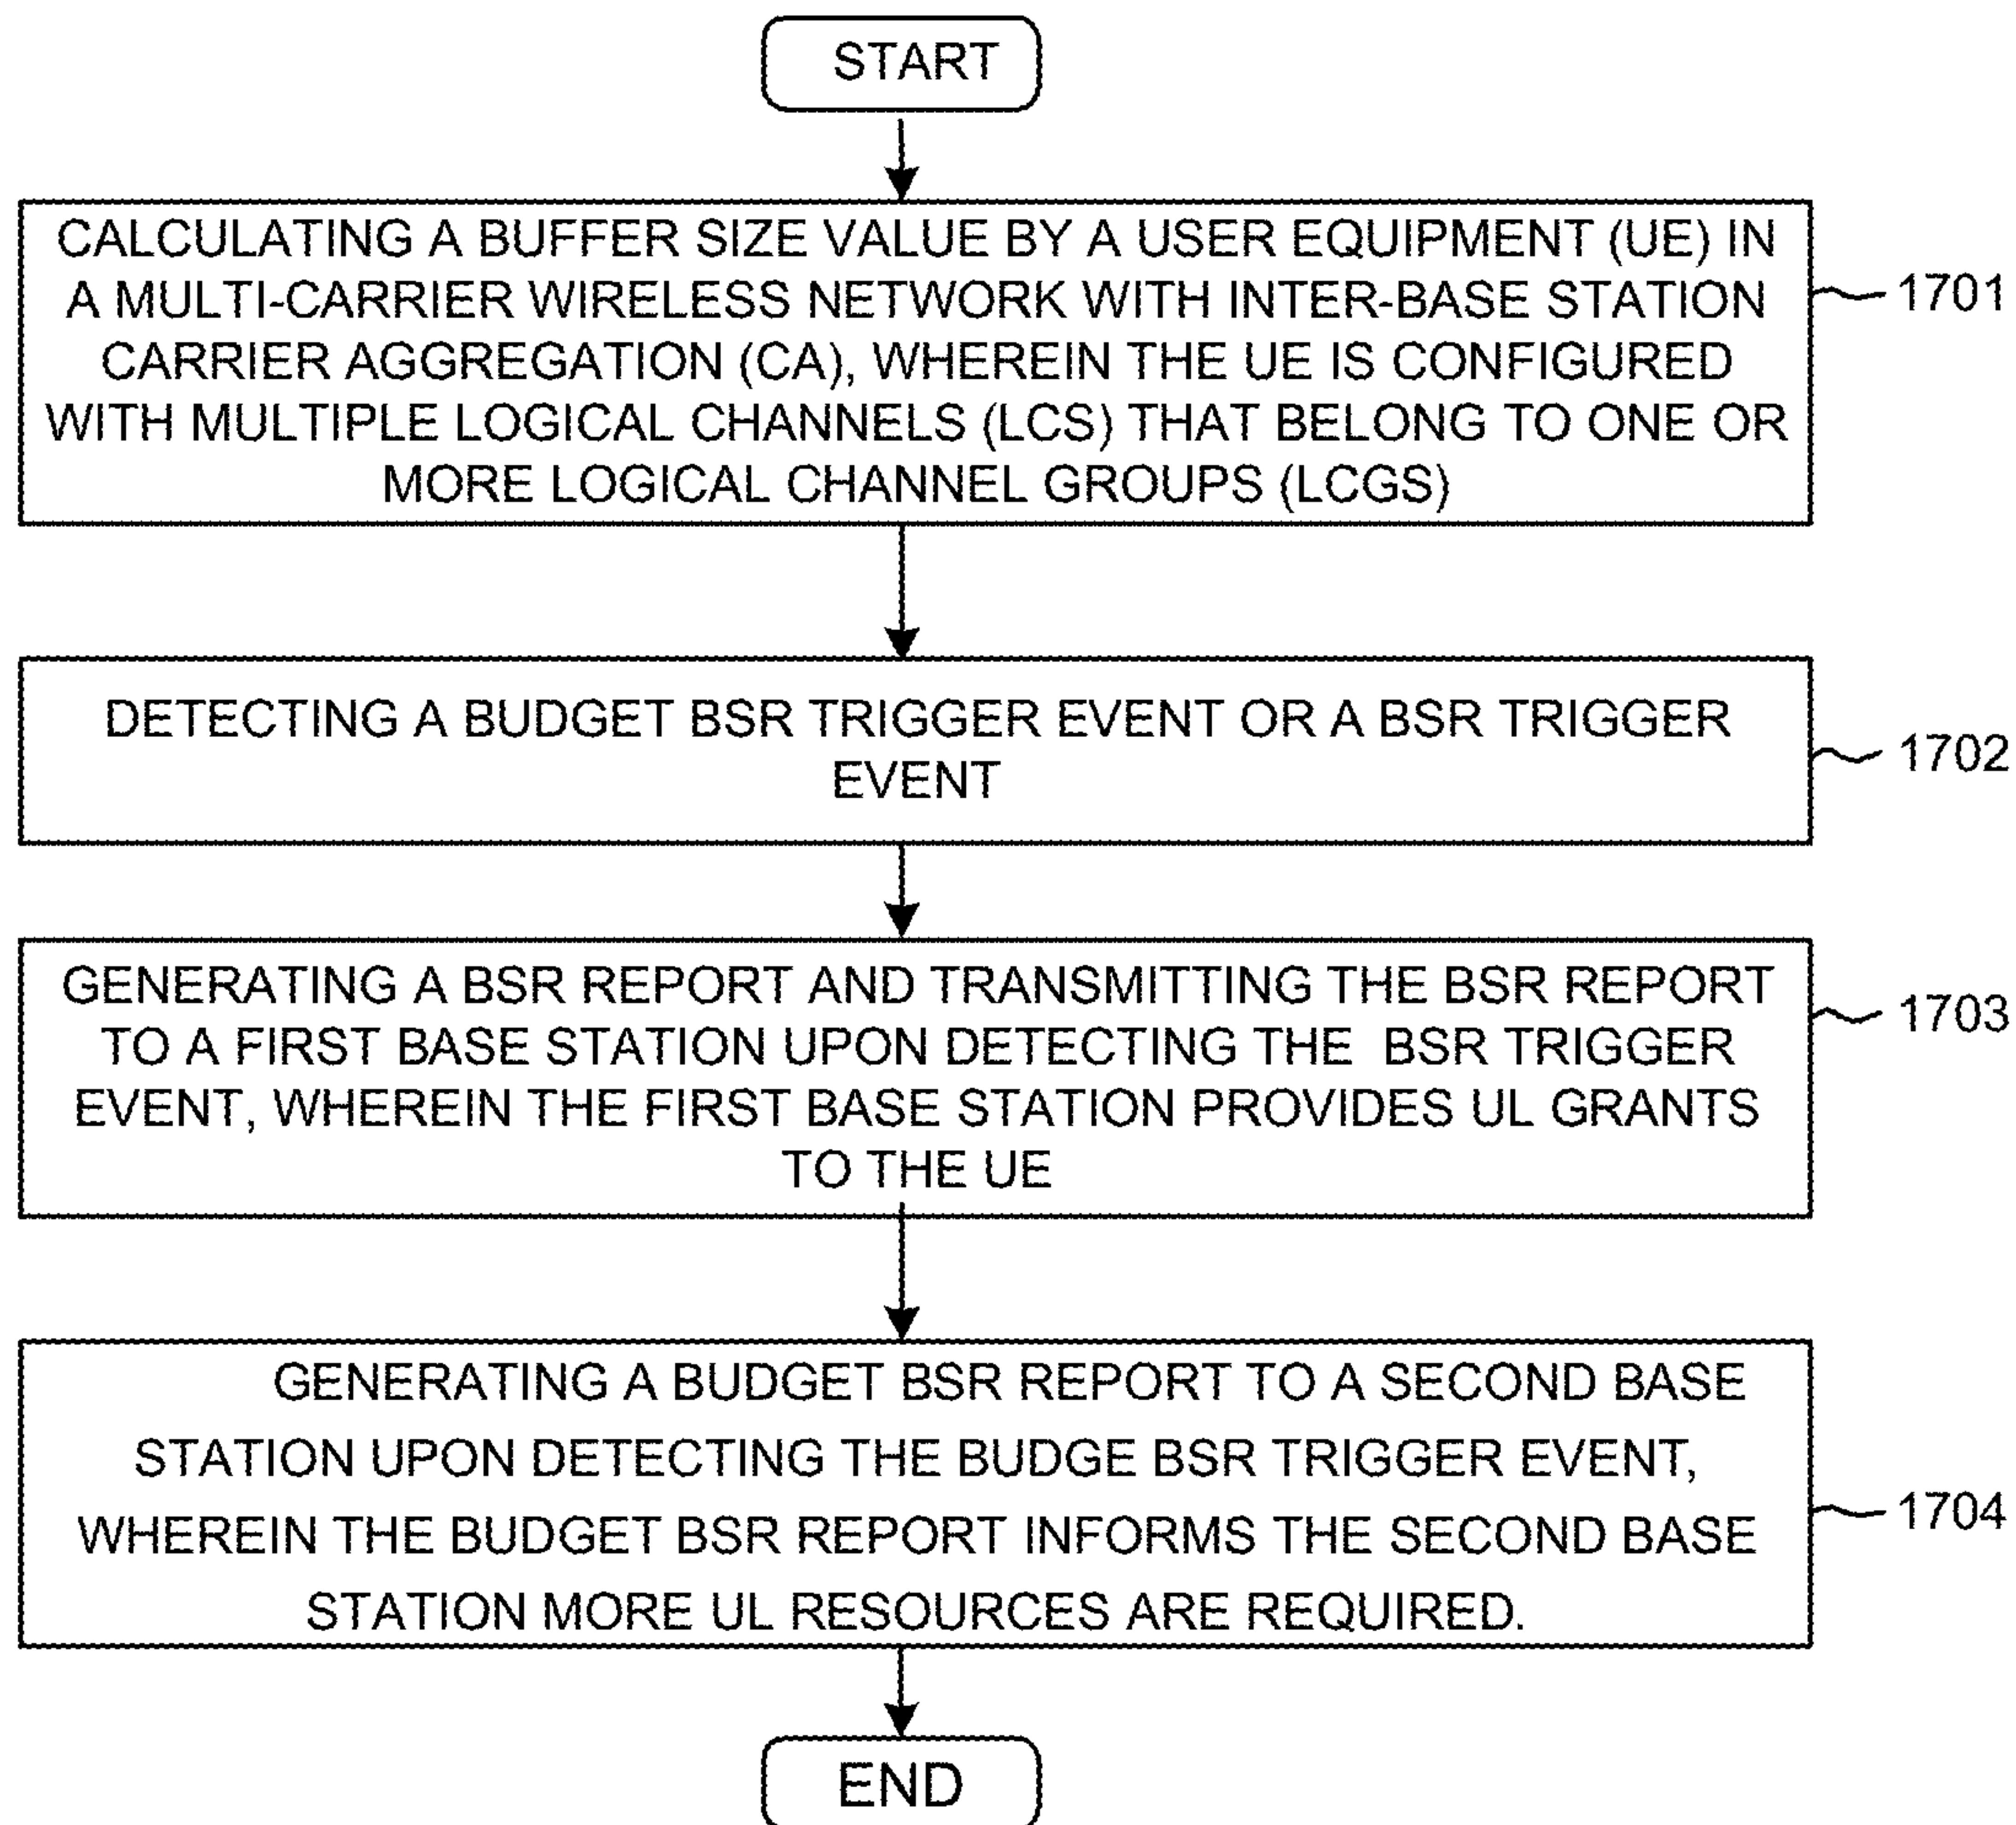 START
CALCULATING A BUFFER SIZE VALUE BY A USER EQUIPMENT (UE) IN
A MULTI-CARRIER WIRELESS NETWORK WITH INTER-BASE STATION
CARRIER AGGREGATION (CA), WHEREIN THE UE IS CONFIGURED
WITH MULTIPLE LOGICAL CHANNELS (LCS) THAT BELONG TO ONE OR
MORE LOGICAL CHANNEL GROUPS (LCGS)
1701
DETECTING A BUDGET BSR TRIGGER EVENT OR A BSR TRIGGER
EVENT
1702
GENERATING A BSR REPORT AND TRANSMITTING THE BSR REPORT
TO A FIRST BASE STATION UPON DETECTING THE BSR TRIGGER
EVENT, WHEREIN THE FIRST BASE STATION PROVIDES UL GRANTS
TO THE UE
1703
GENERATING A BUDGET BSR REPORT TO A SECOND BASE
STATION UPON DETECTING THE BUDGE BSR TRIGGER EVENT,
WHEREIN THE BUDGET BSR REPORT INFORMS THE SECOND BASE
STATION MORE UL RESOURCES ARE REQUIRED.
1704
END